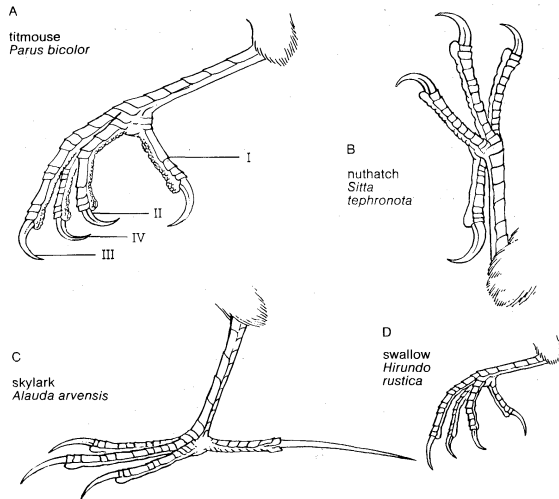 A
titmouse
Parus bicolor
I
II
IV
III
B
nuthatch
Sitta
tephronota
C
skylark
Alauda arvensis
D
swallow
Hirundo
rustica